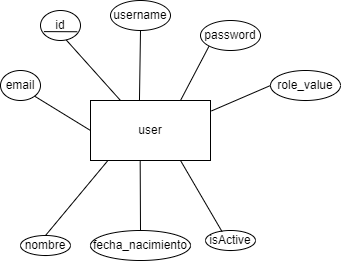 username
id
password
email
role_value
user
nombre
fecha_nacimiento
isActive